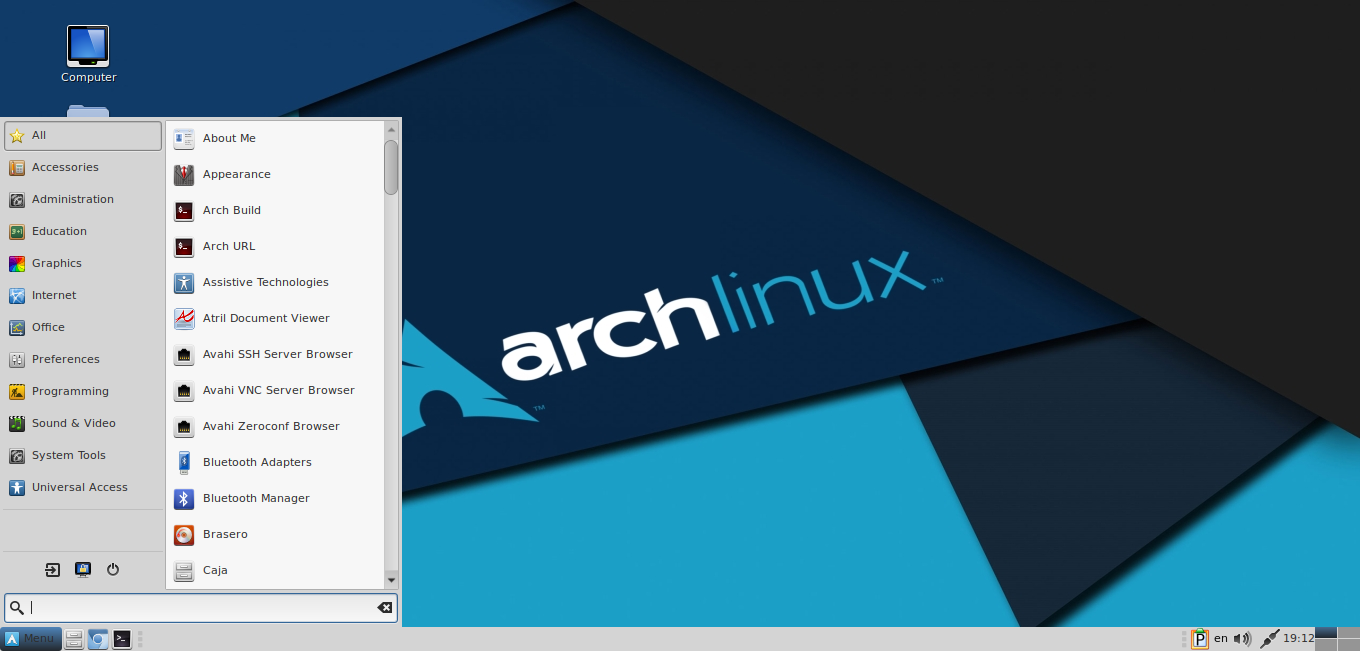 Computer
All
Accessories
Administration
Education
Graphics
Internet
Office
Preferences
Programming
Sound & Video
System Tools
Universal Access
About Me
Appearance
Arch Build
Arch URL
Assistive Technologies
Atril Document Viewer
Avahi SSH Server Browser
Avahi VNC Server Browser
Avahi Zeroconf Browser
Bluetooth Adapters
Bluetooth Manager
Brasero
Caja
archlinux™
™
Menu
P
en
19:12